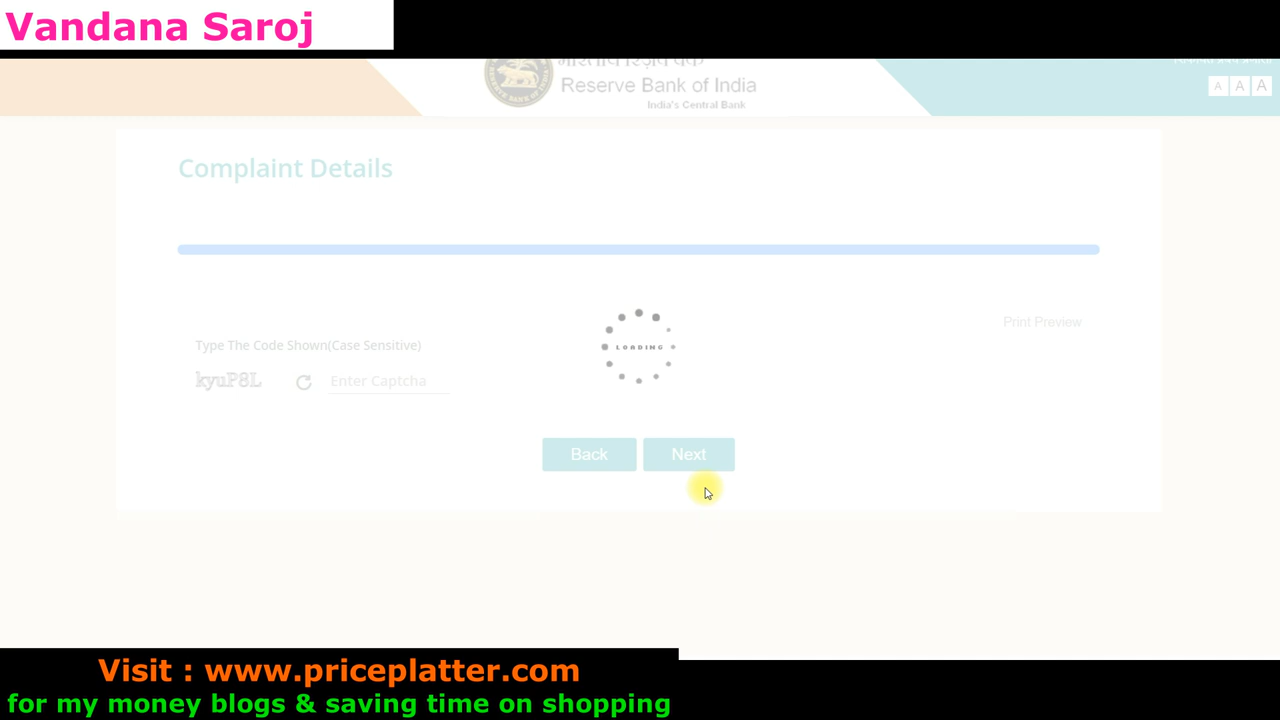 Vandana Saroj
भारतीय रिज़र्व बैंक
Reserve Bank of India
India's Central Bank
A A A
Complaint Details
Print Preview
Type The Code Shown(Case Sensitive)
kyuP8L
Enter Captcha
LOADING
Back
Next
Visit : www.priceplatter.com
for my money blogs & saving time on shopping